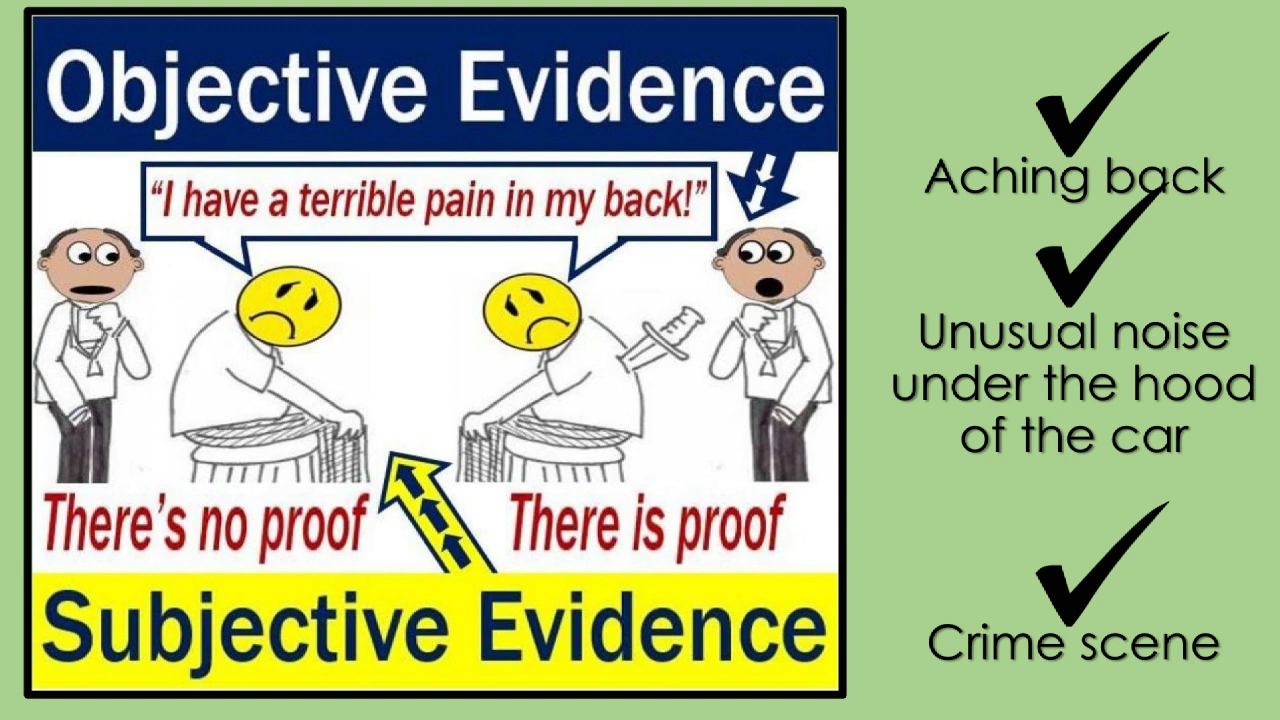 Objective Evidence
“I have a terrible pain in my back!”
There’s no proof
There is proof
Subjective Evidence
Aching back
Unusual noise
under the hood
of the car
Crime scene